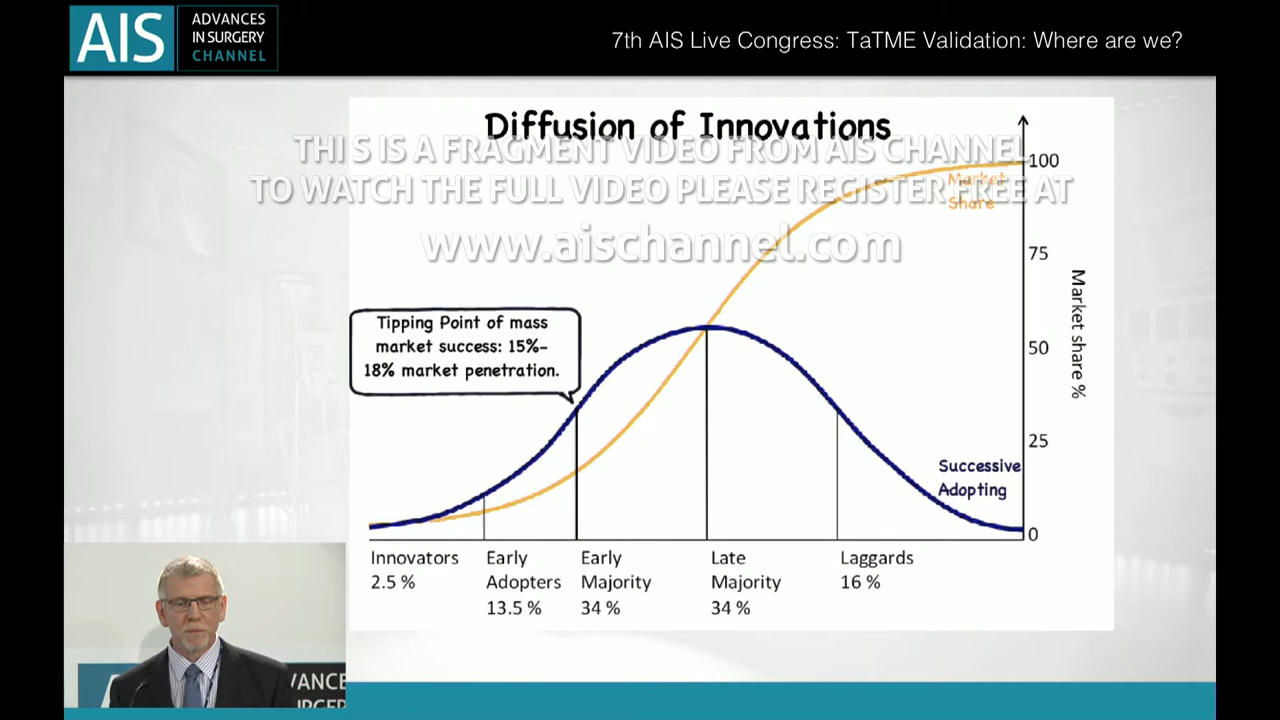 AIS
ADVANCES
IN SURGERY
CHANNEL
7th AIS Live Congress: TaTME Validation: Where are we?
Diffusion of Innovations
THIS IS A FRAGMENT VIDEO FROM AIS CHANNEL
TO WATCH THE FULL VIDEO PLEASE REGISTER FREE AT
www.aischannel.com
100
Market
Share
75
Market share %
Tipping Point of mass
market success: 15%-
18% market penetration.
50
25
Successive
Adopting
0
Innovators
2.5 %
Early
Adopters
13.5 %
Early
Majority
34 %
Late
Majority
34 %
Laggards
16 %